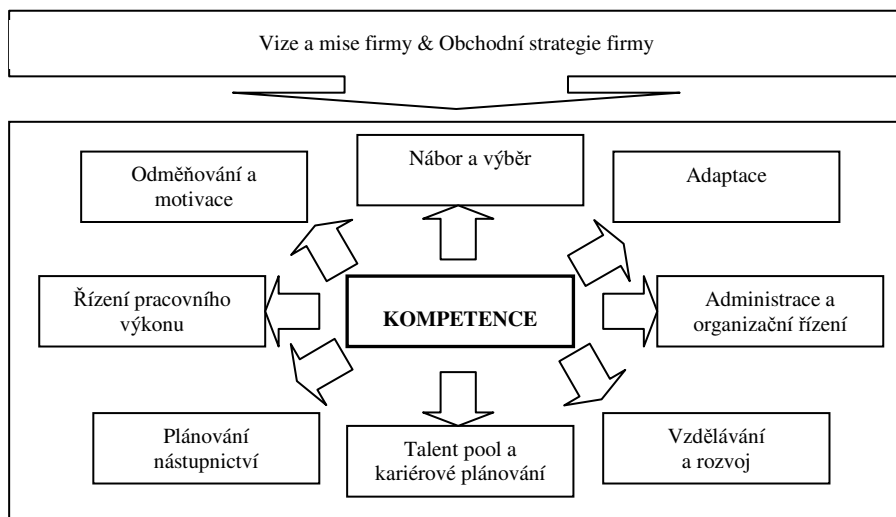 Vize a mise firmy & Obchodní strategie firmy
Nábor a výběr
Odměňování a
motivace
Adaptace
Řízení pracovního
výkonu
KOMPETENCE
Administrace a
organizační řízení
Plánování
nástupnictví
Talent pool a
kariérové plánování
Vzdělávání
a rozvoj